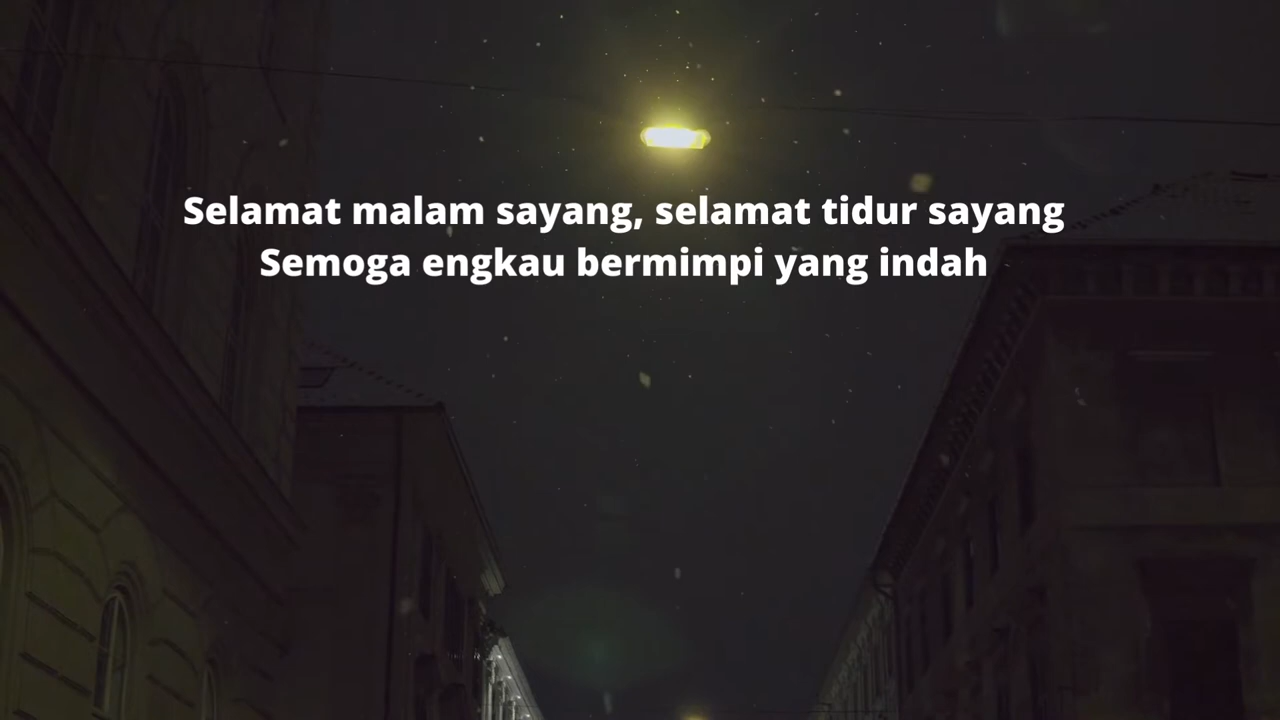 Selamat malam sayang, selamat tidur sayang
Semoga engkau bermimpi yang indah